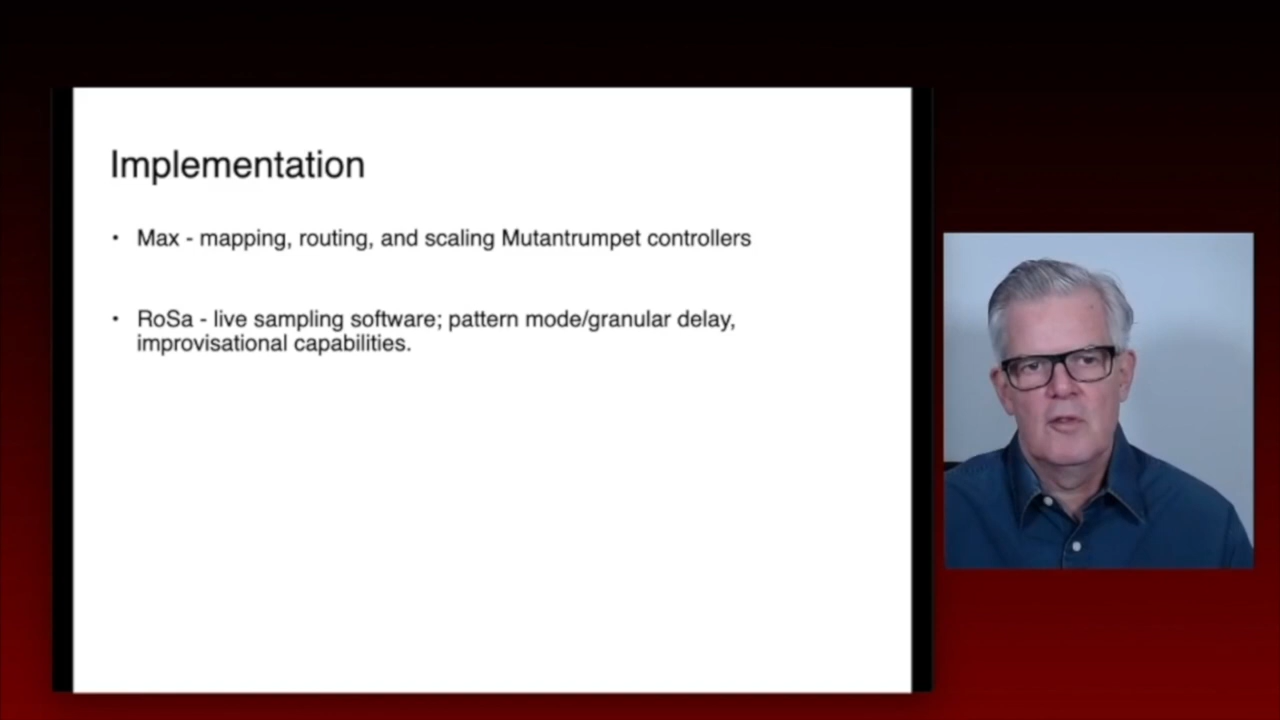 Implementation
• Max - mapping, routing, and scaling Mutantrumpet controllers
• RoSa - live sampling software; pattern mode/granular delay,
improvisational capabilities.